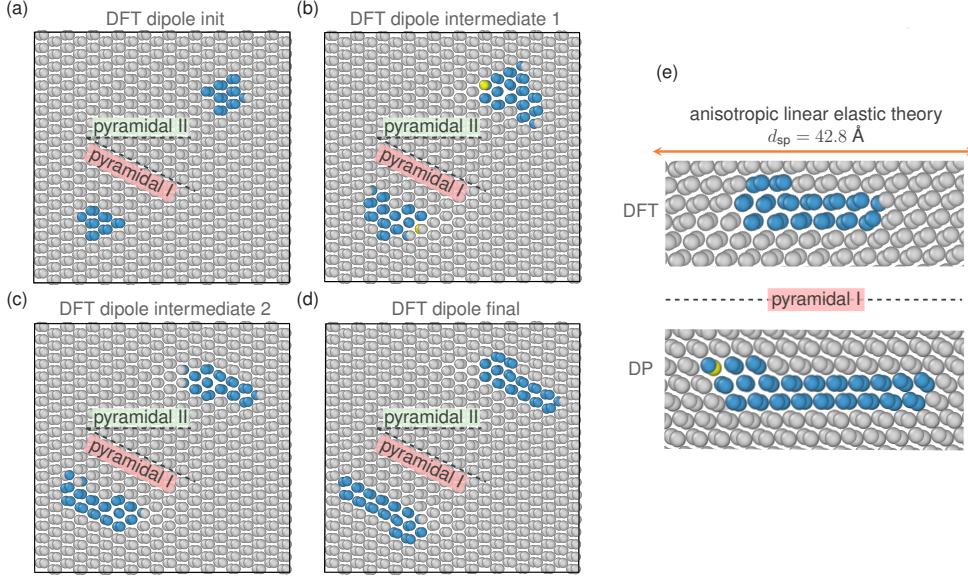 (a)
DFT dipole init
pyramidal II
pyramidal I
(b)
DFT dipole intermediate 1
pyramidal II
pyramidal I
(c)
DFT dipole intermediate 2
pyramidal II
pyramidal I
(d)
DFT dipole final
pyramidal II
pyramidal I
(e)
anisotropic linear elastic theory
d_sp = 42.8 Å
DFT
pyramidal I
DP